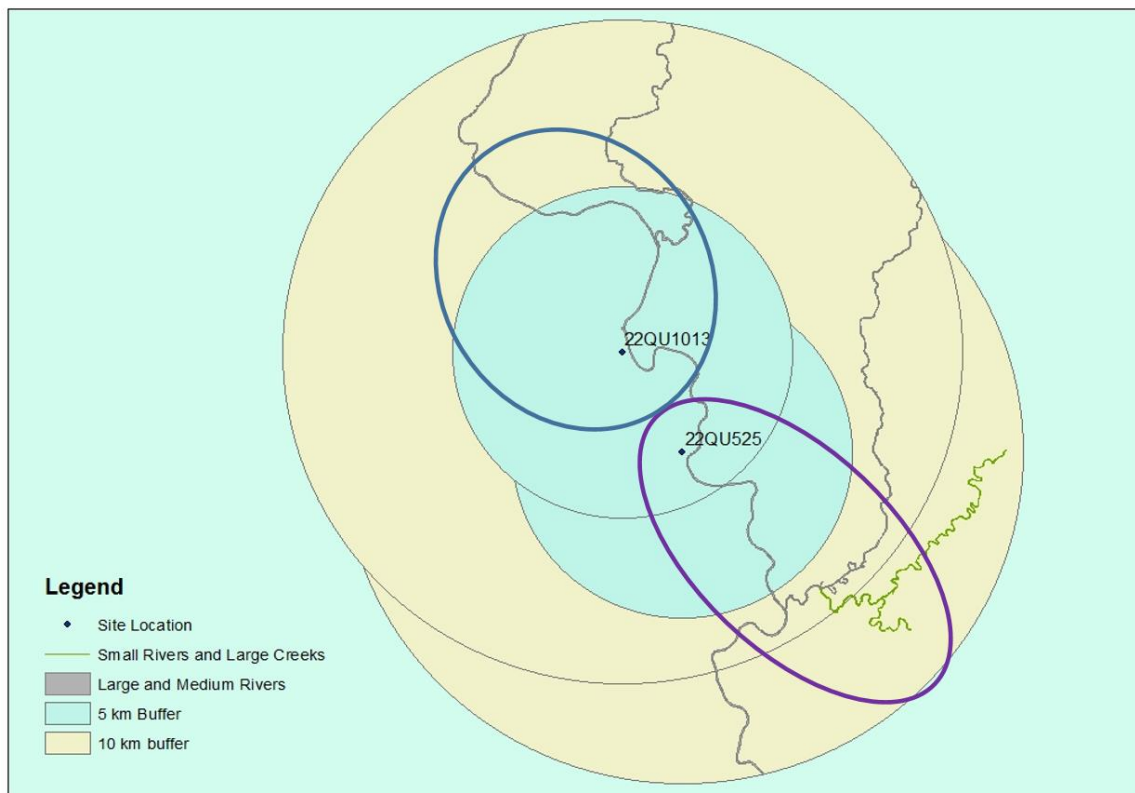 22QU1013
22QU525
Legend
Site Location
Small Rivers and Large Creeks
Large and Medium Rivers
5 km Buffer
10 km buffer